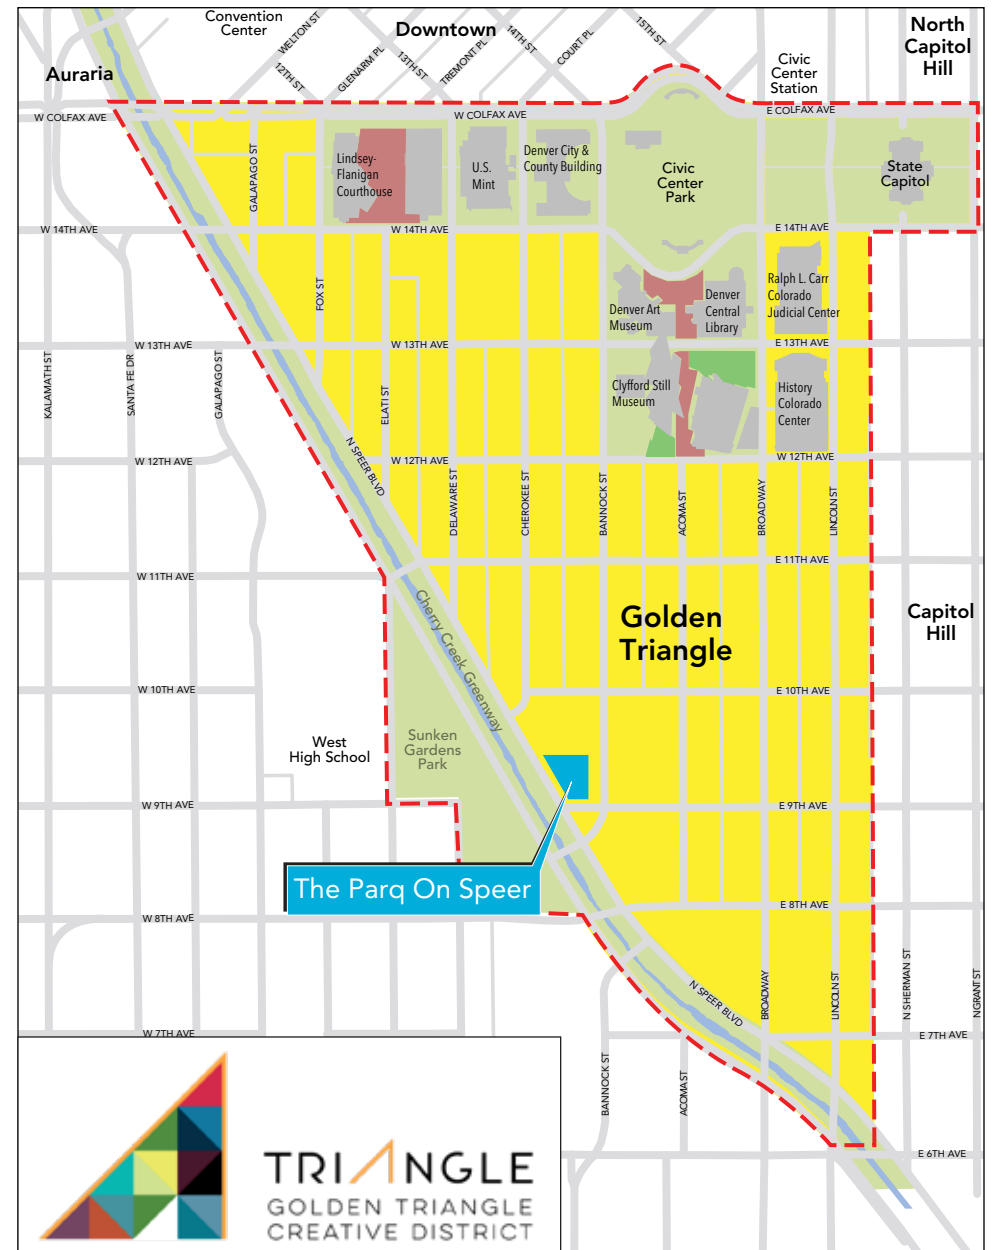 Convention
Center
Downtown
North
Capitol
Hill
Auraria
WELTON ST
12TH ST
GLENARM PL
13TH ST
TREMONT PL
14TH ST
COURT PL
15TH ST
Civic
Center
Station
W COLFAX AVE
W COLFAX AVE
E COLFAX AVE
GALAPAGO ST
Lindsey-
Flanigan
Courthouse
U.S.
Mint
Denver City &
County Building
Civic
Center
Park
State
Capitol
W 14TH AVE
W 14TH AVE
E 14TH AVE
FOX ST
Denver Art
Museum
Denver
Central
Library
Ralph L. Carr
Colorado
Judicial Center
W 13TH AVE
W 13TH AVE
E 13TH AVE
KALAMATH ST
SANTA FE DR
GALAPAGO ST
ELATI ST
Clyfford Still
Museum
History
Colorado
Center
N SPEER BLVD
W 12TH AVE
W 12TH AVE
W 12TH AVE
DELAWARE ST
CHEROKEE ST
BANNOCK ST
ACOMA ST
BROADWAY
LINCOLN ST
W 11TH AVE
E 11TH AVE
Cherry Creek Greenway
Golden
Triangle
Capitol
Hill
W 10TH AVE
E 10TH AVE
West
High School
Sunken
Gardens
Park
W 9TH AVE
E 9TH AVE
The Parq On Speer
W 8TH AVE
E 8TH AVE
N SPEER BLVD
BROADWAY
LINCOLN ST
N SHERMAN ST
N GRANT ST
W 7TH AVE
E 7TH AVE
BANNOCK ST
ACOMA ST
E 6TH AVE
TRIANGLE
GOLDEN TRIANGLE
CREATIVE DISTRICT